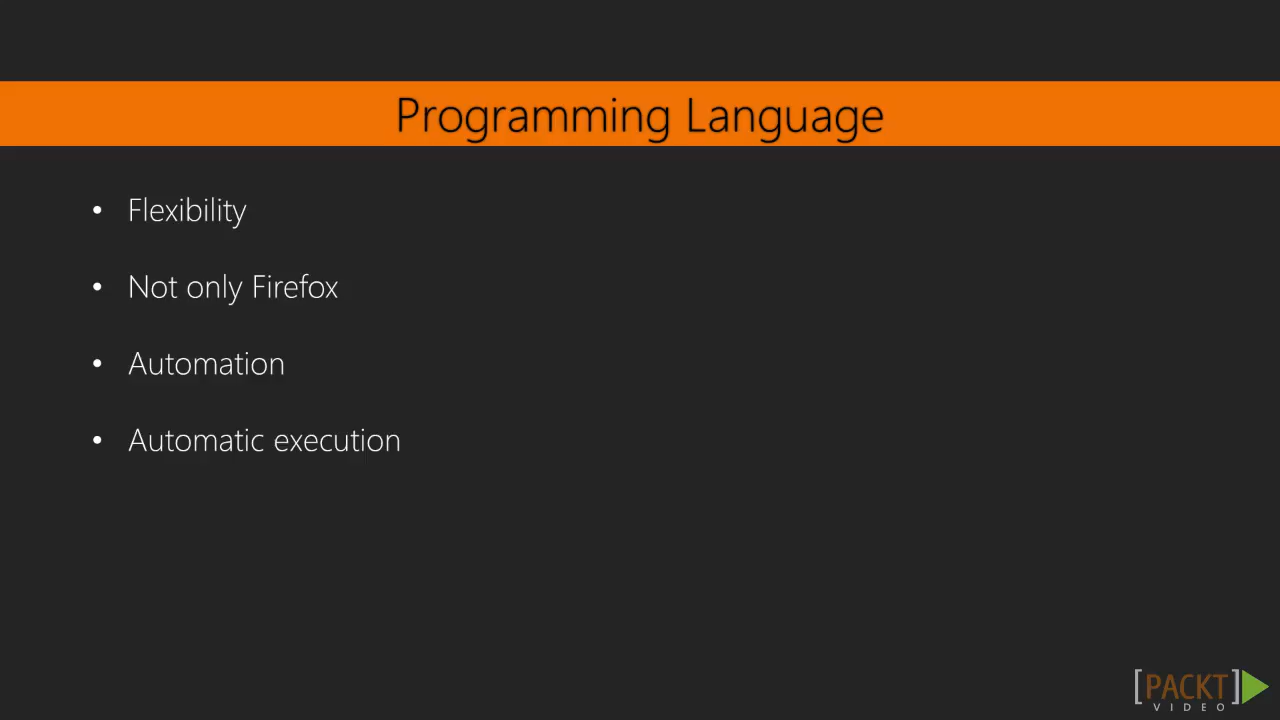 Programming Language
• Flexibility
• Not only Firefox
• Automation
• Automatic execution
[PACKT]
VIDEO